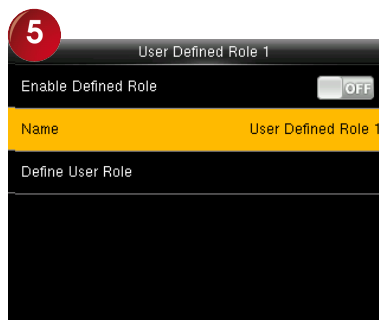 5
User Defined Role 1
Enable Defined Role OFF
Name User Defined Role 1
Define User Role